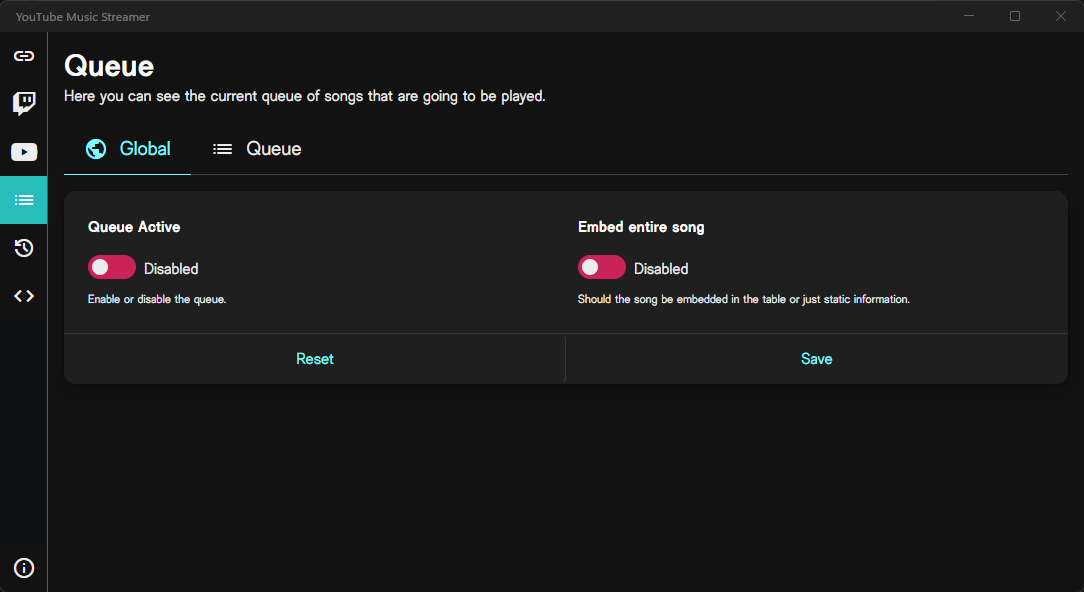 YouTube Music Streamer
Queue
Here you can see the current queue of songs that are going to be played.
Global
Queue
Queue Active
Embed entire song
Disabled
Disabled
Enable or disable the queue.
Should the song be embedded in the table or just static information.
Reset
Save